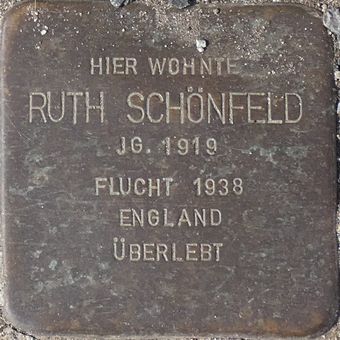 HIER WOHNTE
RUTH SCHÖNFELD
JG. 1919
FLUCHT 1938
ENGLAND
ÜBERLEBT